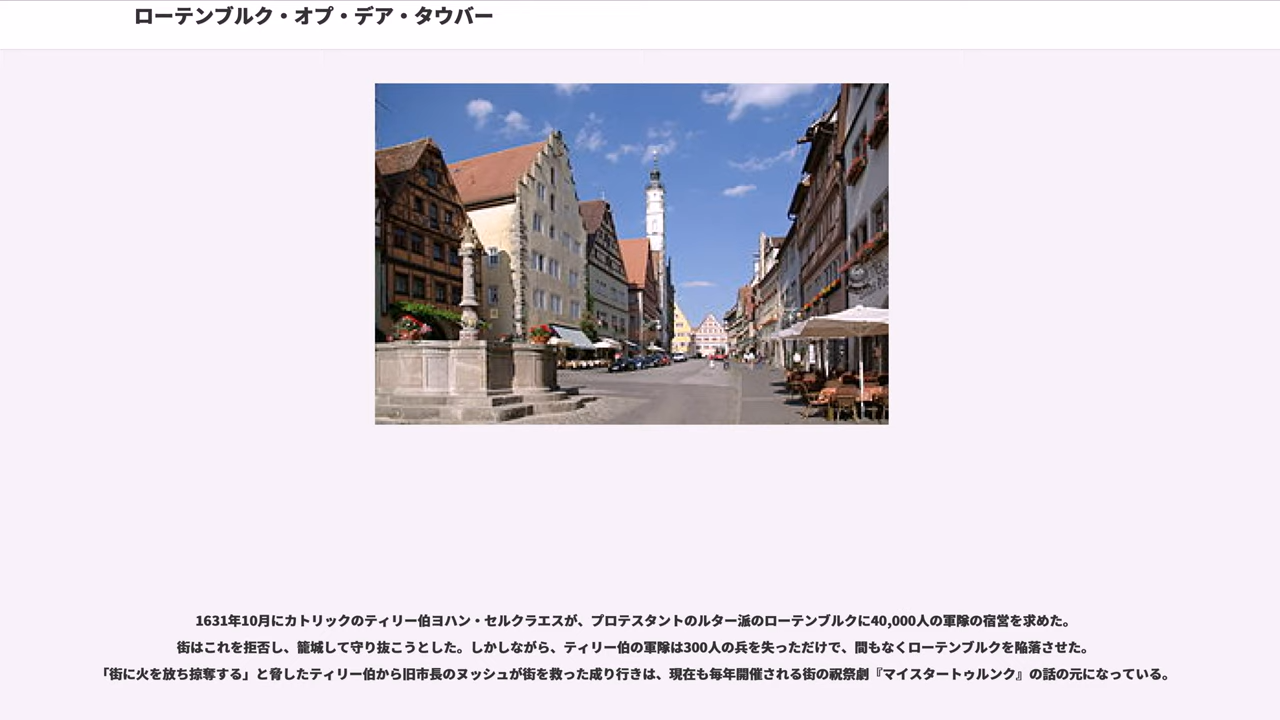 ローテンブルク・オプ・デア・タウバー
1631年10月にカトリックのティリー伯ヨハン・セルクラエスが、プロテスタントのルター派のローテンブルクに40,000人の軍隊の宿営を求めた。
街はこれを拒否し、籠城して守り抜こうとした。しかしながら、ティリー伯の軍隊は300人の兵を失っただけで、間もなくローテンブルクを陥落させた。
「街に火を放ち掠奪する」と脅したティリー伯から旧市長のヌッシュが街を救った成り行きは、現在も毎年開催される街の祝祭劇『マイスタートゥルンク』の話の元になっている。